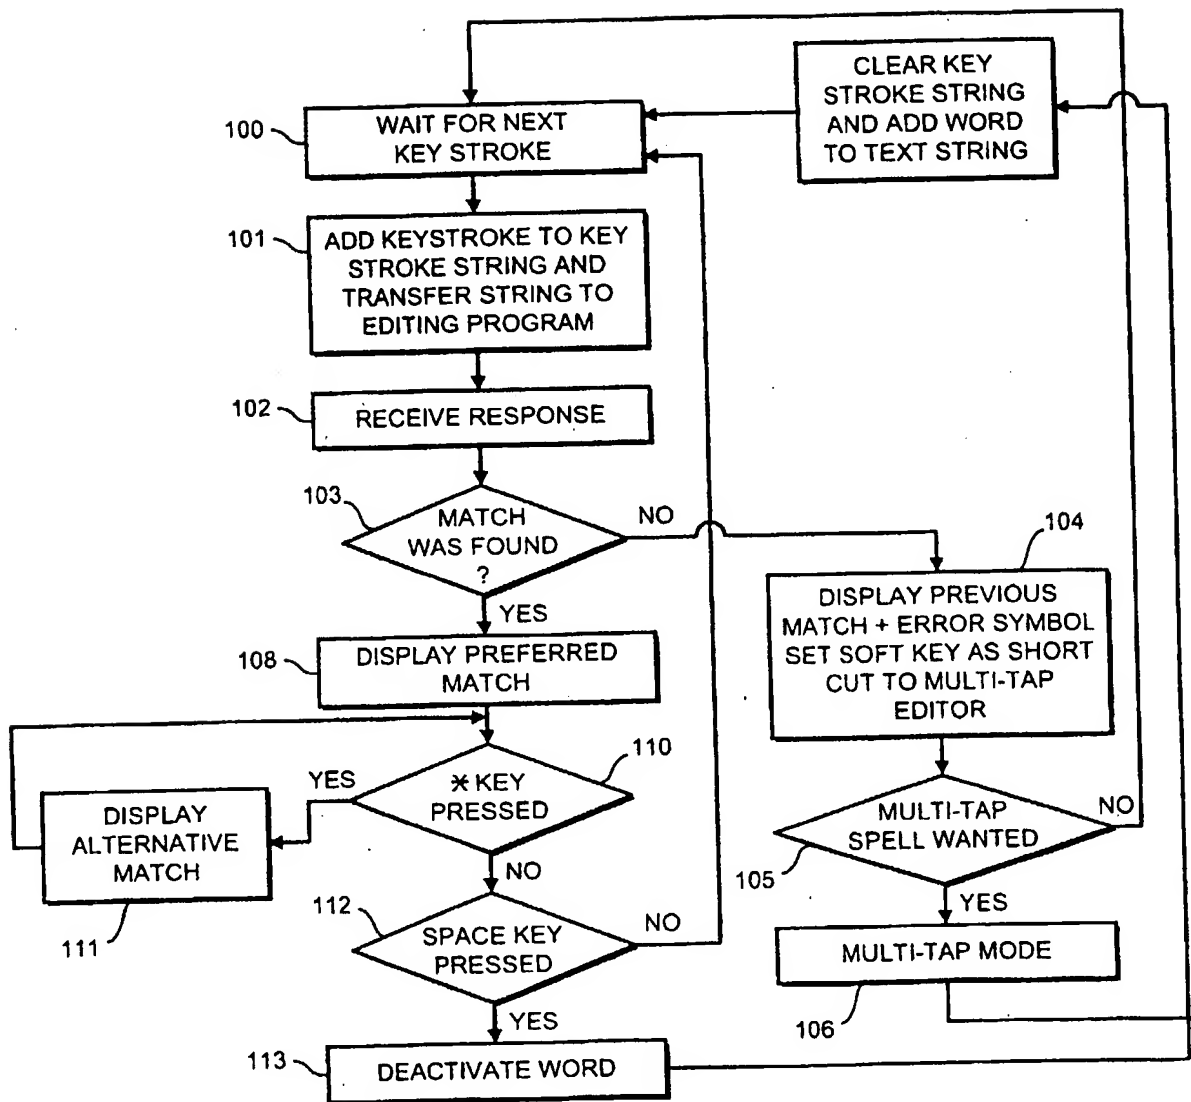 100
WAIT FOR NEXT
KEY STROKE
CLEAR KEY
STROKE STRING
AND ADD WORD
TO TEXT STRING
101
ADD KEYSTROKE TO KEY
STROKE STRING AND
TRANSFER STRING TO
EDITING PROGRAM
102
RECEIVE RESPONSE
103
MATCH
WAS FOUND
?
NO
YES
104
DISPLAY PREVIOUS
MATCH + ERROR SYMBOL
SET SOFT KEY AS SHORT
CUT TO MULTI-TAP
EDITOR
108
DISPLAY PREFERRED
MATCH
110
* KEY
PRESSED
YES
NO
DISPLAY
ALTERNATIVE
MATCH
111
105
MULTI-TAP
SPELL WANTED
NO
YES
112
SPACE KEY
PRESSED
NO
YES
MULTI-TAP MODE
106
113
DEACTIVATE WORD